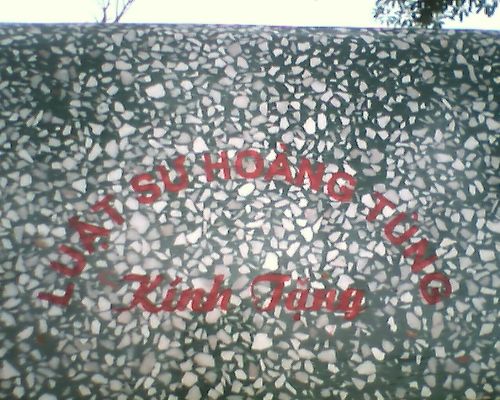 LUẬT SƯ HOÀNG TÙNG
Kính Tặng